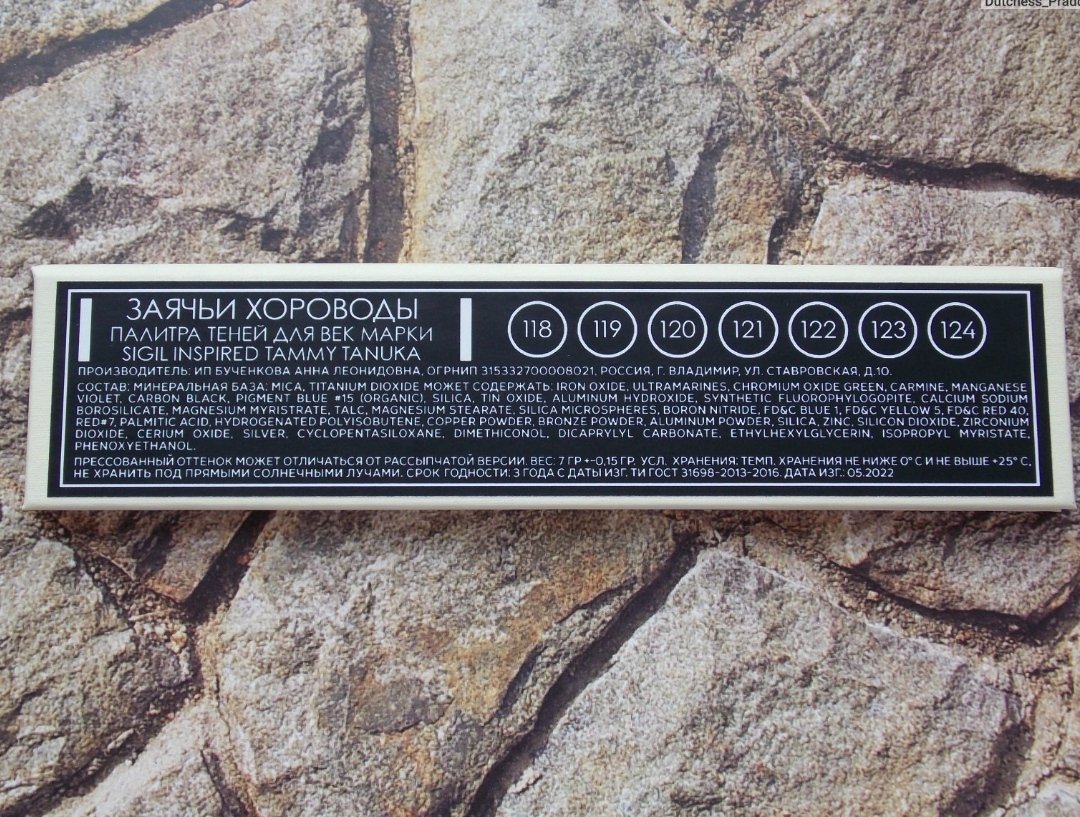 Dutchess_Prado
ЗАЯЧЬИ ХОРОВОДЫ
ПАЛИТРА ТЕНЕЙ ДЛЯ ВЕК МАРКИ
SIGIL INSPIRED TAMMY TANUKA
118 119 120 121 122 123 124
ПРОИЗВОДИТЕЛЬ: ИП БУЧЕНКОВА АННА ЛЕОНИДОВНА, ОГРНИП 315332700008021, РОССИЯ, Г. ВЛАДИМИР, УЛ. СТАВРОВСКАЯ, Д.10.
СОСТАВ: МИНЕРАЛЬНАЯ БАЗА: MICA, TITANIUM DIOXIDE МОЖЕТ СОДЕРЖАТЬ: IRON OXIDE, ULTRAMARINES, CHROMIUM OXIDE GREEN, CARMINE, MANGANESE
VIOLET, CARBON BLACK, PIGMENT BLUE #15 (ORGANIC), SILICA, TIN OXIDE, ALUMINUM HYDROXIDE, SYNTHETIC FLUOROPHYLOGOPITE, CALCIUM SODIUM
BOROSILICATE, MAGNESIUM MYRISTRATE, TALC, MAGNESIUM STEARATE, SILICA MICROSPHERES, BORON NITRIDE, FD&C BLUE 1, FD&C YELLOW 5, FD&C RED 40,
RED#7, PALMITIC ACID, HYDROGENATED POLYISOBUTENE, COPPER POWDER, BRONZE POWDER, ALUMINUM POWDER, SILICA, ZINC, SILICON DIOXIDE, ZIRCONIUM
DIOXIDE, CERIUM OXIDE, SILVER, CYCLOPENTASILOXANE, DIMETHICONOL, DICAPRYLYL CARBONATE, ETHYLHEXYLGLYCERIN, ISOPROPYL MYRISTATE,
PHENOXYETHANOL.
ПРЕССОВАННЫЙ ОТТЕНОК МОЖЕТ ОТЛИЧАТЬСЯ ОТ РАССЫПЧАТОЙ ВЕРСИИ. ВЕС: 7 ГР +-0,15 ГР. УСЛ. ХРАНЕНИЯ: ТЕМП. ХРАНЕНИЯ НЕ НИЖЕ 0° С И НЕ ВЫШЕ +25° С,
НЕ ХРАНИТЬ ПОД ПРЯМЫМИ СОЛНЕЧНЫМИ ЛУЧАМИ. СРОК ГОДНОСТИ: 3 ГОДА С ДАТЫ ИЗГ. ТИ ГОСТ 31698-2013-2016. ДАТА ИЗГ.: 05.2022